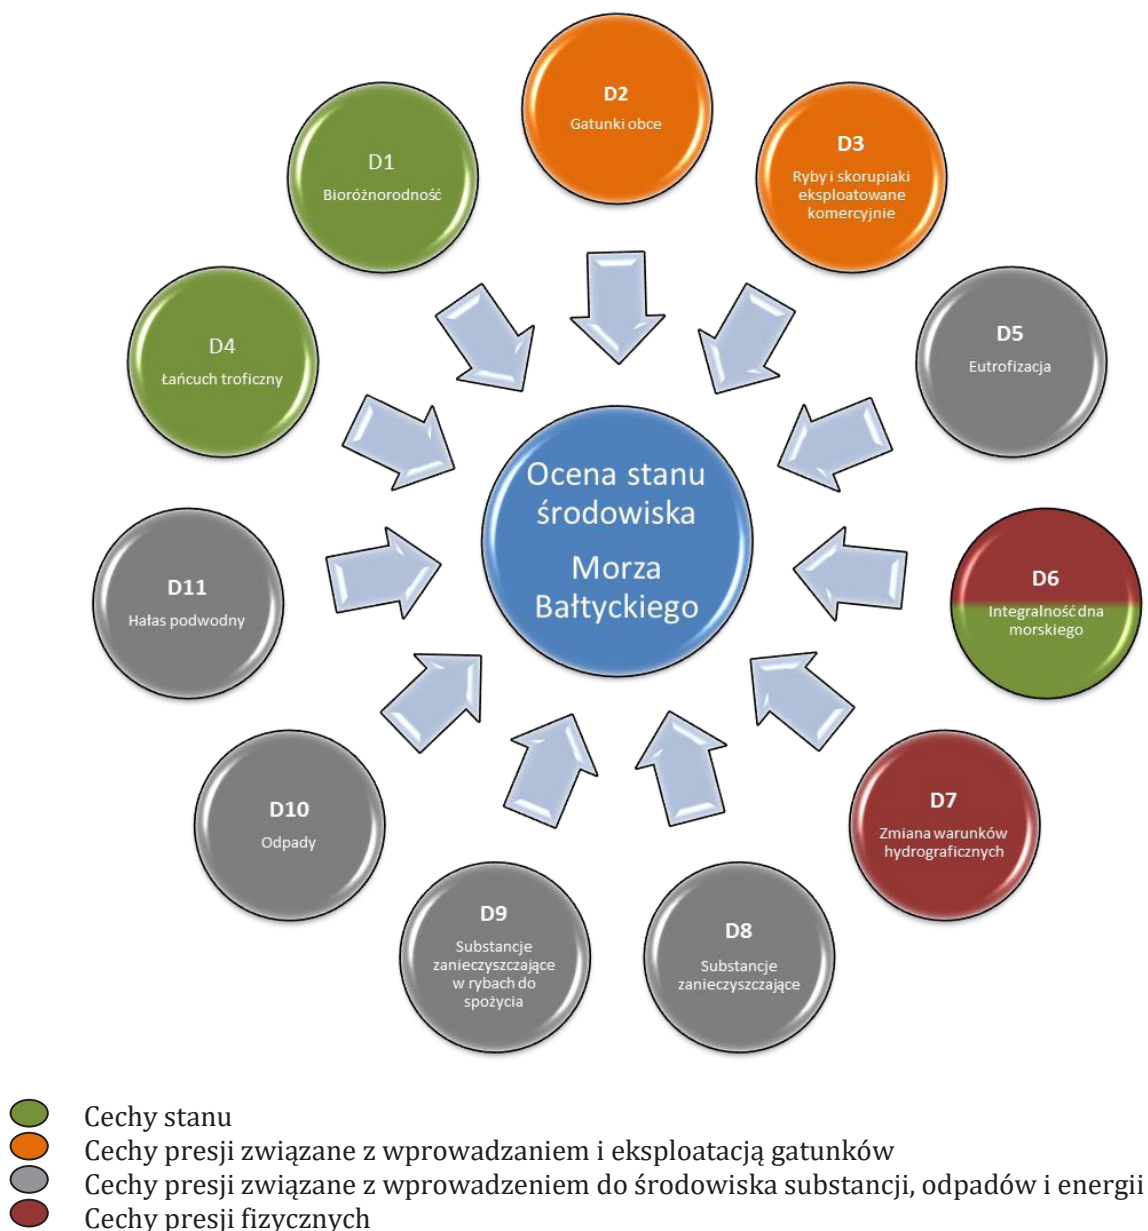 D2
Gatunki obce
D1
Bioróżnorodność
D3
Ryby i skorupiaki
eksploatowane
komercyjnie
D4
Łańcuch troficzny
D5
Eutrofizacja
Ocena stanu
środowiska
Morza
Bałtyckiego
D11
Hałas podwodny
D6
Integralność dna
morskiego
D10
Odpady
D7
Zmiana warunków
hydrograficznych
D9
Substancje
zanieczyszczające
w rybach do
spożycia
D8
Substancje
zanieczyszczające
Cechy stanu
Cechy presji związane z wprowadzaniem i eksploatacją gatunków
Cechy presji związane z wprowadzeniem do środowiska substancji, odpadów i energii
Cechy presji fizycznych